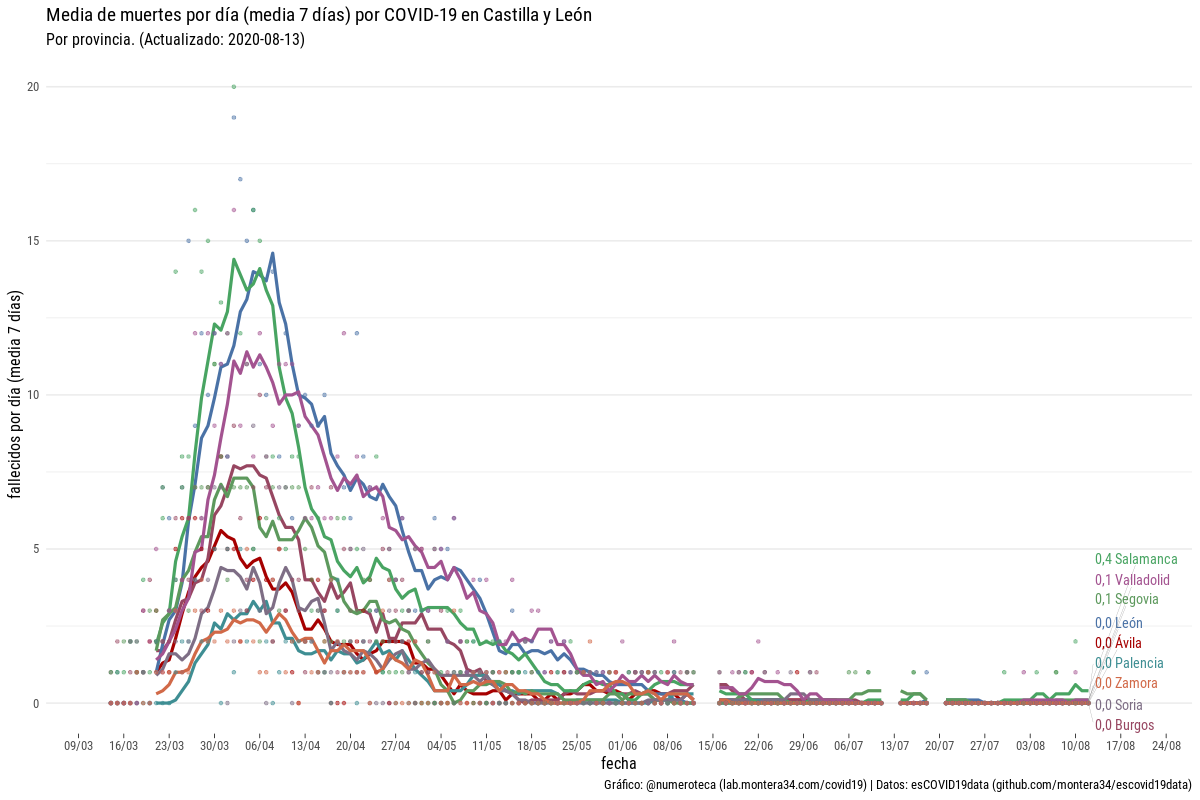 Media de muertes por día (media 7 días) por COVID-19 en Castilla y León
Por provincia. (Actualizado: 2020-08-13)
fallecidos por día (media 7 días)
20
15
10
5
0
0,4 Salamanca
0,1 Valladolid
0,1 Segovia
0,0 León
0,0 Ávila
0,0 Palencia
0,0 Zamora
0,0 Soria
0,0 Burgos
09/03 16/03 23/03 30/03 06/04 13/04 20/04 27/04 04/05 11/05 18/05 25/05 01/06 08/06 15/06 22/06 29/06 06/07 13/07 20/07 27/07 03/08 10/08 17/08 24/08
fecha
Gráfico: @numeroteca (lab.montera34.com/covid19) | Datos: esCOVID19data (github.com/montera34/escovid19data)